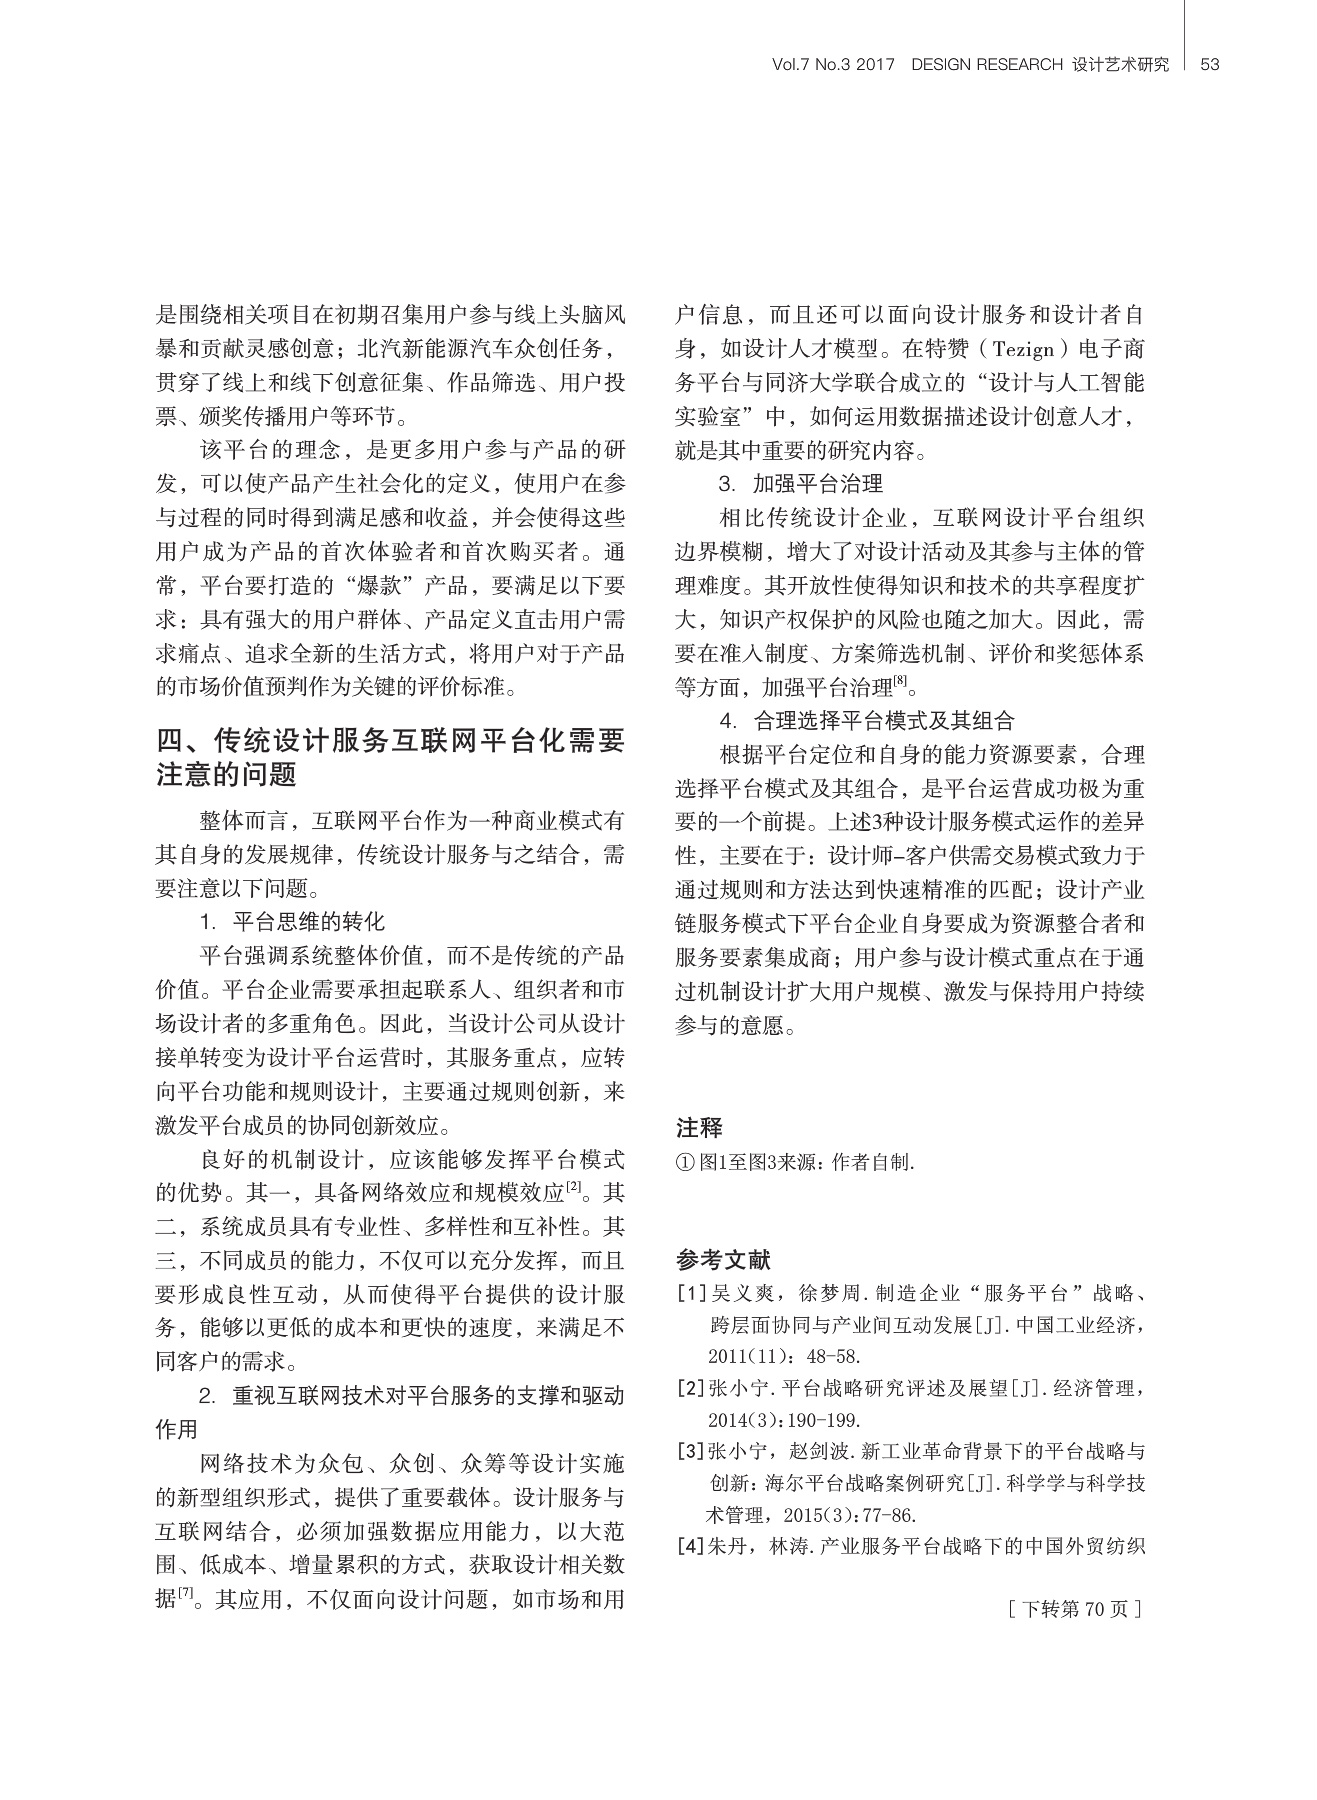 Vol.7 No.3 2017 DESIGN RESEARCH 设计艺术研究 53
是围绕相关项目在初期召集用户参与线上头脑风
暴和贡献灵感创意；北汽新能源汽车众创任务，
贯穿了线上和线下创意征集、作品筛选、用户投
票、颁奖传播用户等环节。
该平台的理念，是更多用户参与产品的研
发，可以使产品产生社会化的定义，使用户在参
与过程的同时得到满足感和收益，并会使得这些
用户成为产品的首次体验者和首次购买者。通
常，平台要打造的“爆款”产品，要满足以下要
求：具有强大的用户群体、产品定义直击用户需
求痛点、追求全新的生活方式，将用户对于产品
的市场价值预判作为关键的评价标准。
四、传统设计服务互联网平台化需要
注意的问题
整体而言，互联网平台作为一种商业模式有
其自身的发展规律，传统设计服务与之结合，需
要注意以下问题。
1. 平台思维的转化
平台强调系统整体价值，而不是传统的产品
价值。平台企业需要承担起联系人、组织者和市
场设计者的多重角色。因此，当设计公司从设计
接单转变为设计平台运营时，其服务重点，应转
向平台功能和规则设计，主要通过规则创新，来
激发平台成员的协同创新效应。
良好的机制设计，应该能够发挥平台模式
的优势。其一，具备网络效应和规模效应[2]。其
二，系统成员具有专业性、多样性和互补性。其
三，不同成员的能力，不仅可以充分发挥，而且
要形成良性互动，从而使得平台提供的设计服
务，能够以更低的成本和更快的速度，来满足不
同客户的需求。
2. 重视互联网技术对平台服务的支撑和驱动
作用
网络技术为众包、众创、众筹等设计实施
的新型组织形式，提供了重要载体。设计服务与
互联网结合，必须加强数据应用能力，以大范
围、低成本、增量累积的方式，获取设计相关数
据[7]。其应用，不仅面向设计问题，如市场和用
户信息，而且还可以面向设计服务和设计者自
身，如设计人才模型。在特赞（Tezign）电子商
务平台与同济大学联合成立的“设计与人工智能
实验室”中，如何运用数据描述设计创意人才，
就是其中重要的研究内容。
3. 加强平台治理
相比传统设计企业，互联网设计平台组织
边界模糊，增大了对设计活动及其参与主体的管
理难度。其开放性使得知识和技术的共享程度扩
大，知识产权保护的风险也随之加大。因此，需
要在准入制度、方案筛选机制、评价和奖惩体系
等方面，加强平台治理[8]。
4. 合理选择平台模式及其组合
根据平台定位和自身的能力资源要素，合理
选择平台模式及其组合，是平台运营成功极为重
要的一个前提。上述3种设计服务模式运作的差异
性，主要在于：设计师–客户供需交易模式致力于
通过规则和方法达到快速精准的匹配；设计产业
链服务模式下平台企业自身要成为资源整合者和
服务要素集成商；用户参与设计模式重点在于通
过机制设计扩大用户规模、激发与保持用户持续
参与的意愿。
注释
① 图1至图3来源：作者自制.
参考文献
[1] 吴义爽，徐梦周. 制造企业“服务平台”战略、
跨层面协同与产业间互动发展[J]. 中国工业经济，
2011(11)：48-58.
[2] 张小宁. 平台战略研究评述及展望[J]. 经济管理，
2014(3)：190-199.
[3] 张小宁，赵剑波. 新工业革命背景下的平台战略与
创新：海尔平台战略案例研究[J]. 科学学与科学技
术管理，2015(3)：77-86.
[4] 朱丹，林涛. 产业服务平台战略下的中国外贸纺织
［ 下转第 70 页 ］